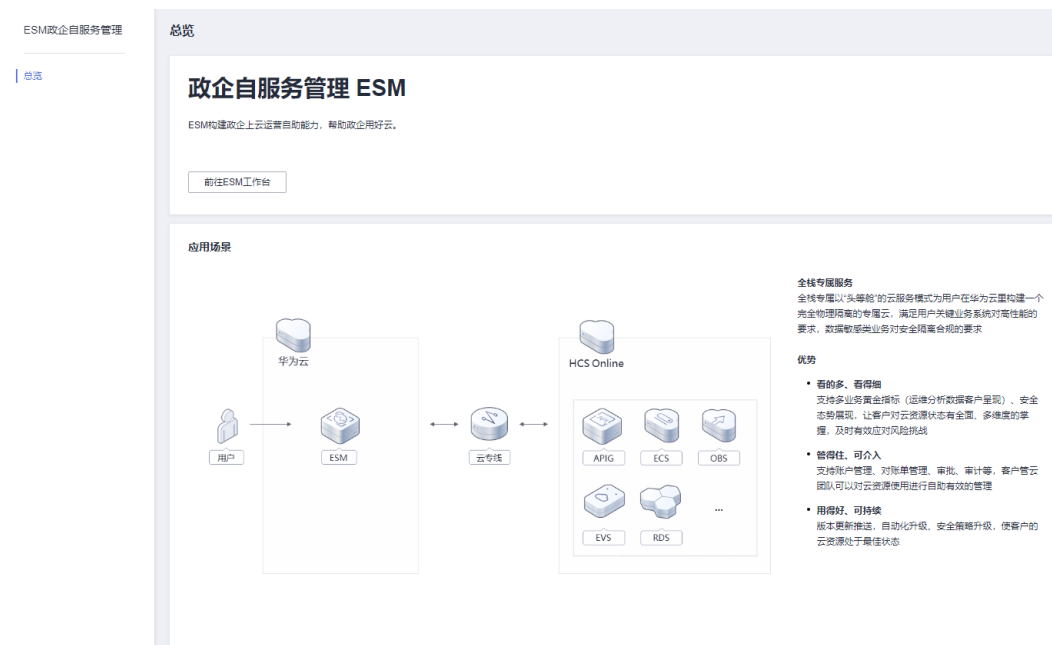 ESM政企自服务管理
总览
总览
政企自服务管理 ESM
ESM构建政企上云运营自助能力，帮助政企用好云。
前往ESM工作台
应用场景
华为云
HCS Online
用户
ESM
云专线
APIG
ECS
OBS
EVS
RDS
...
全栈专属服务
全栈专属以“头等舱”的云服务模式为用户在华为云里构建一个
完全物理隔离的专属云，满足用户关键业务系统对高性能的
要求，数据敏感类业务对安全隔离合规的要求
优势
• 看的多、看得细
支持多业务黄金指标（运维分析数据客户呈现）、安全
态势展现，让客户对云资源状态有全面、多维度的掌
握，及时有效应对风险挑战
• 管得住、可介入
支持账户管理、对账单管理、审批、审计等，客户管云
团队可以对云资源使用进行自助有效的管理
• 用得好、可持续
版本更新推送，自动化升级，安全策略升级，使客户的
云资源处于最佳状态